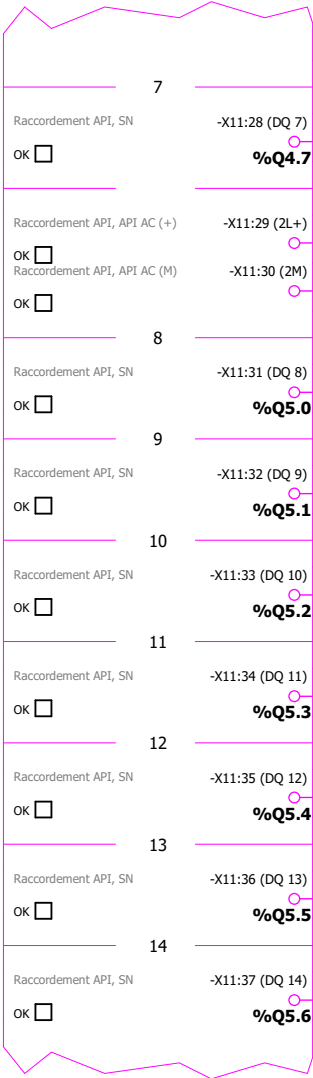 7
Raccordement API, SN -X11:28 (DQ 7)
OK %Q4.7
Raccordement API, API AC (+) -X11:29 (2L+)
OK
Raccordement API, API AC (M) -X11:30 (2M)
OK
8
Raccordement API, SN -X11:31 (DQ 8)
OK %Q5.0
9
Raccordement API, SN -X11:32 (DQ 9)
OK %Q5.1
10
Raccordement API, SN -X11:33 (DQ 10)
OK %Q5.2
11
Raccordement API, SN -X11:34 (DQ 11)
OK %Q5.3
12
Raccordement API, SN -X11:35 (DQ 12)
OK %Q5.4
13
Raccordement API, SN -X11:36 (DQ 13)
OK %Q5.5
14
Raccordement API, SN -X11:37 (DQ 14)
OK %Q5.6